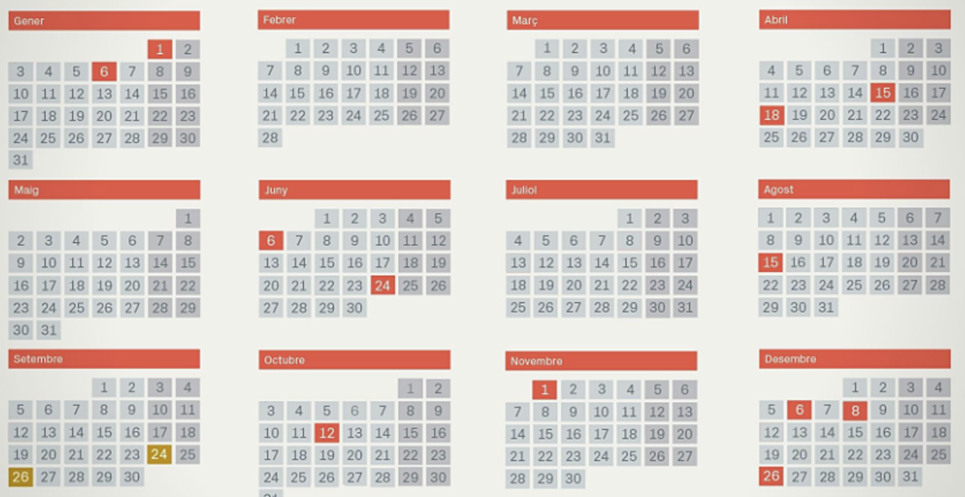 Gener
1 2
3 4 5 6 7 8 9
10 11 12 13 14 15 16
17 18 19 20 21 22 23
24 25 26 27 28 29 30
31
Febrer
1 2 3 4 5 6
7 8 9 10 11 12 13
14 15 16 17 18 19 20
21 22 23 24 25 26 27
28
Març
1 2 3 4 5 6
7 8 9 10 11 12 13
14 15 16 17 18 19 20
21 22 23 24 25 26 27
28 29 30 31
Abril
1 2 3
4 5 6 7 8 9 10
11 12 13 14 15 16 17
18 19 20 21 22 23 24
25 26 27 28 29 30
Maig
1
2 3 4 5 6 7 8
9 10 11 12 13 14 15
16 17 18 19 20 21 22
23 24 25 26 27 28 29
30 31
Juny
1 2 3 4 5
6 7 8 9 10 11 12
13 14 15 16 17 18 19
20 21 22 23 24 25 26
27 28 29 30
Juliol
1 2 3
4 5 6 7 8 9 10
11 12 13 14 15 16 17
18 19 20 21 22 23 24
25 26 27 28 29 30 31
Agost
1 2 3 4 5 6 7
8 9 10 11 12 13 14
15 16 17 18 19 20 21
22 23 24 25 26 27 28
29 30 31
Setembre
1 2 3 4
5 6 7 8 9 10 11
12 13 14 15 16 17 18
19 20 21 22 23 24 25
26 27 28 29 30
Octubre
1 2
3 4 5 6 7 8 9
10 11 12 13 14 15 16
17 18 19 20 21 22 23
24 25 26 27 28 29 30
31
Novembre
1 2 3 4 5 6
7 8 9 10 11 12 13
14 15 16 17 18 19 20
21 22 23 24 25 26 27
28 29 30
Desembre
1 2 3 4
5 6 7 8 9 10 11
12 13 14 15 16 17 18
19 20 21 22 23 24 25
26 27 28 29 30 31